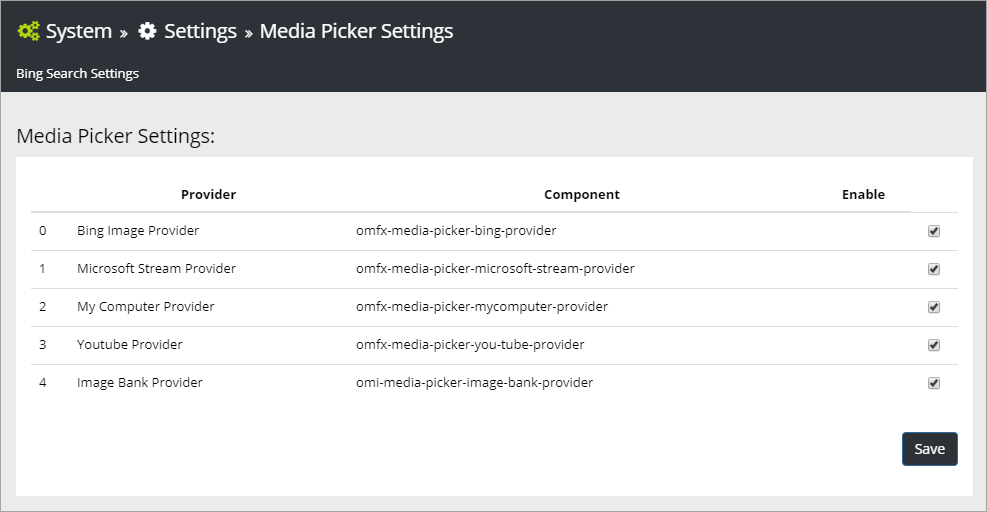 System » Settings » Media Picker Settings
Bing Search Settings
Media Picker Settings:
Provider Component Enable
0 Bing Image Provider omfx-media-picker-bing-provider
1 Microsoft Stream Provider omfx-media-picker-microsoft-stream-provider
2 My Computer Provider omfx-media-picker-mycomputer-provider
3 Youtube Provider omfx-media-picker-you-tube-provider
4 Image Bank Provider omi-media-picker-image-bank-provider
Save